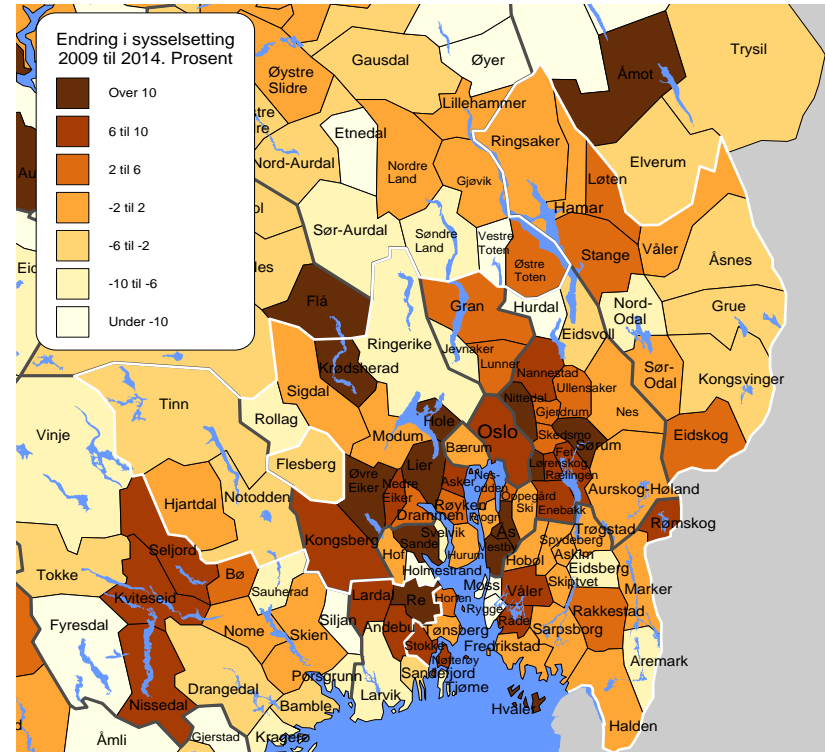 Endring i sysselsetting
2009 til 2014. Prosent
Over 10
6 til 10
2 til 6
-2 til 2
-6 til -2
-10 til -6
Under -10
Trysil
Gausdal
Øyer
Åmot
Øystre
Slidre
Lillehammer
Etnedal
Ringsaker
Nord-Aurdal
Nordre
Land
Gjøvik
Løten
Elverum
Hamar
Sør-Aurdal
Søndre
Land
Vestre
Toten
Østre
Toten
Stange
Våler
Åsnes
Flå
Gran
Hurdal
Nord-
Odal
Grue
Eidsvoll
Ringerike
Jevnaker
Lunner
Krødsherad
Nannestad
Sør-
Odal
Kongsvinger
Tinn
Sigdal
Ullensaker
Nittedal
Gjerdrum
Nes
Rollag
Hole
Oslo
Vinje
Modum
Bærum
Skedsmo
Sørum
Eidskog
Flesberg
Lier
Fet
Lørenskog
Rælingen
Øvre
Eiker
Nedre
Eiker
Asker
Nes-
odden
Hjartdal
Notodden
Røyken
Oppegård
Ski
Enebakk
Aurskog-Høland
Drammen
Frogn
Rømskog
Kongsberg
Svelvik
Sande
Ås
Vestby
Trøgstad
Spydeberg
Seljord
Hof
Hurum
Hobøl
Askim
Eidsberg
Tokke
Bø
Holmestrand
Moss
Skiptvet
Marker
Sauherad
Kviteseid
Siljan
Lardal
Re
Horten
Rygge
Våler
Råde
Rakkestad
Fyresdal
Nome
Skien
Andebu
Tønsberg
Sarpsborg
Stokke
Nøtterøy
Fredrikstad
Aremark
Drangedal
Porsgrunn
Sandefjord
Tjøme
Nissedal
Bamble
Larvik
Hvaler
Halden
Åmli
Gjerstad
Kragerø